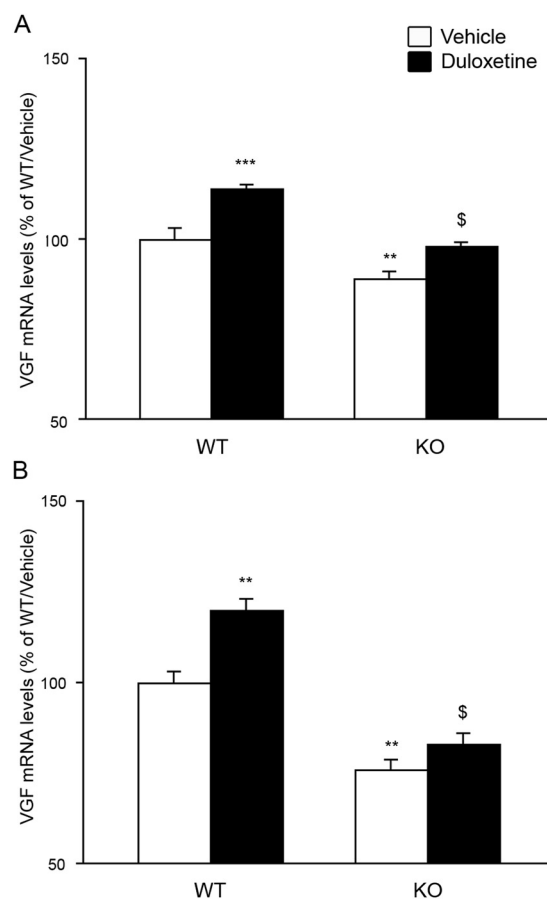 A
Vehicle
Duloxetine
VGF mRNA levels (% of WT/Vehicle)
150
100
50
***
**
$
WT
KO
B
VGF mRNA levels (% of WT/Vehicle)
150
100
50
**
**
$
WT
KO